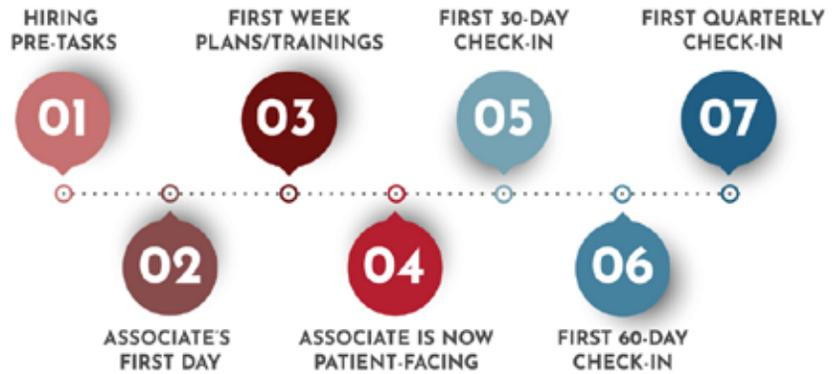 HIRING
PRE-TASKS
01
ASSOCIATE'S
FIRST DAY
02
FIRST WEEK
PLANS/TRAININGS
03
ASSOCIATE IS NOW
PATIENT-FACING
04
FIRST 30-DAY
CHECK-IN
05
FIRST 60-DAY
CHECK-IN
06
FIRST QUARTERLY
CHECK-IN
07